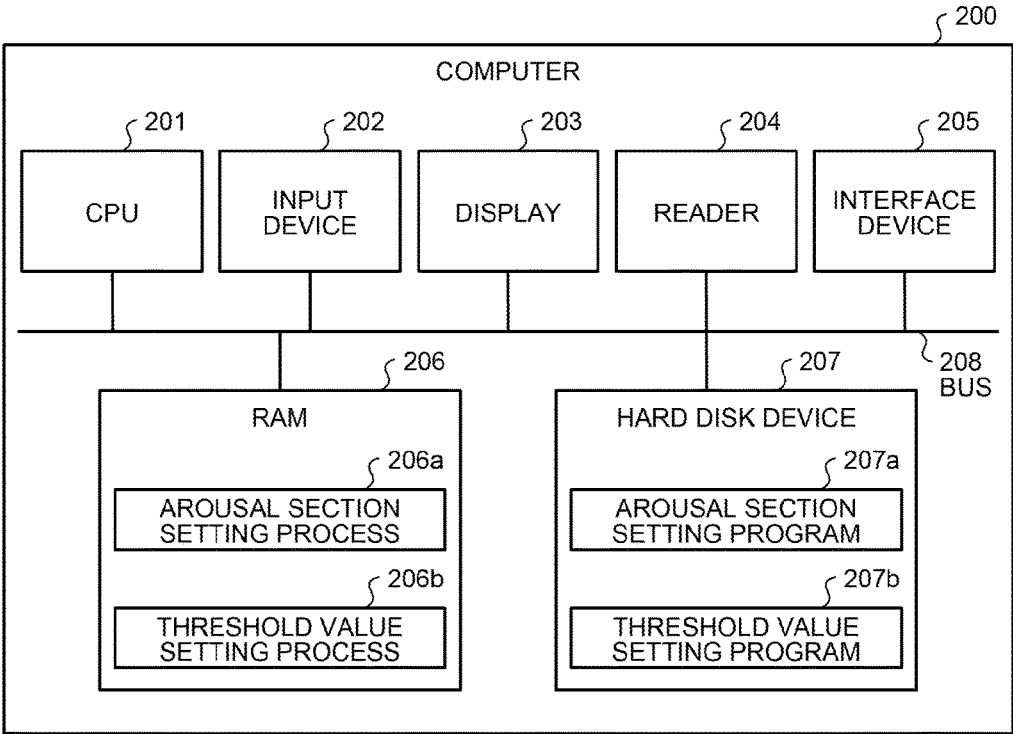 200
COMPUTER
201
202
203
204
205
CPU
INPUT
DEVICE
DISPLAY
READER
INTERFACE
DEVICE
208
BUS
206
RAM
206a
AROUSAL SECTION
SETTING PROCESS
206b
THRESHOLD VALUE
SETTING PROCESS
207
HARD DISK DEVICE
207a
AROUSAL SECTION
SETTING PROGRAM
207b
THRESHOLD VALUE
SETTING PROGRAM